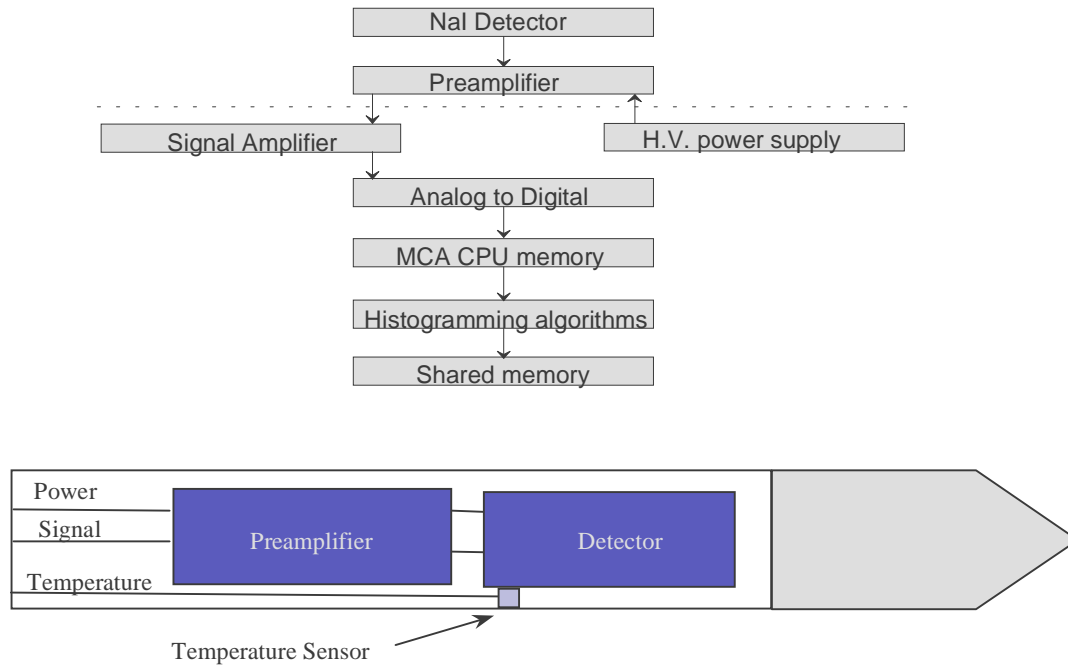 NaI Detector
Preamplifier
Signal Amplifier
H.V. power supply
Analog to Digital
MCA CPU memory
Histogramming algorithms
Shared memory
Power
Signal
Preamplifier
Detector
Temperature
Temperature Sensor